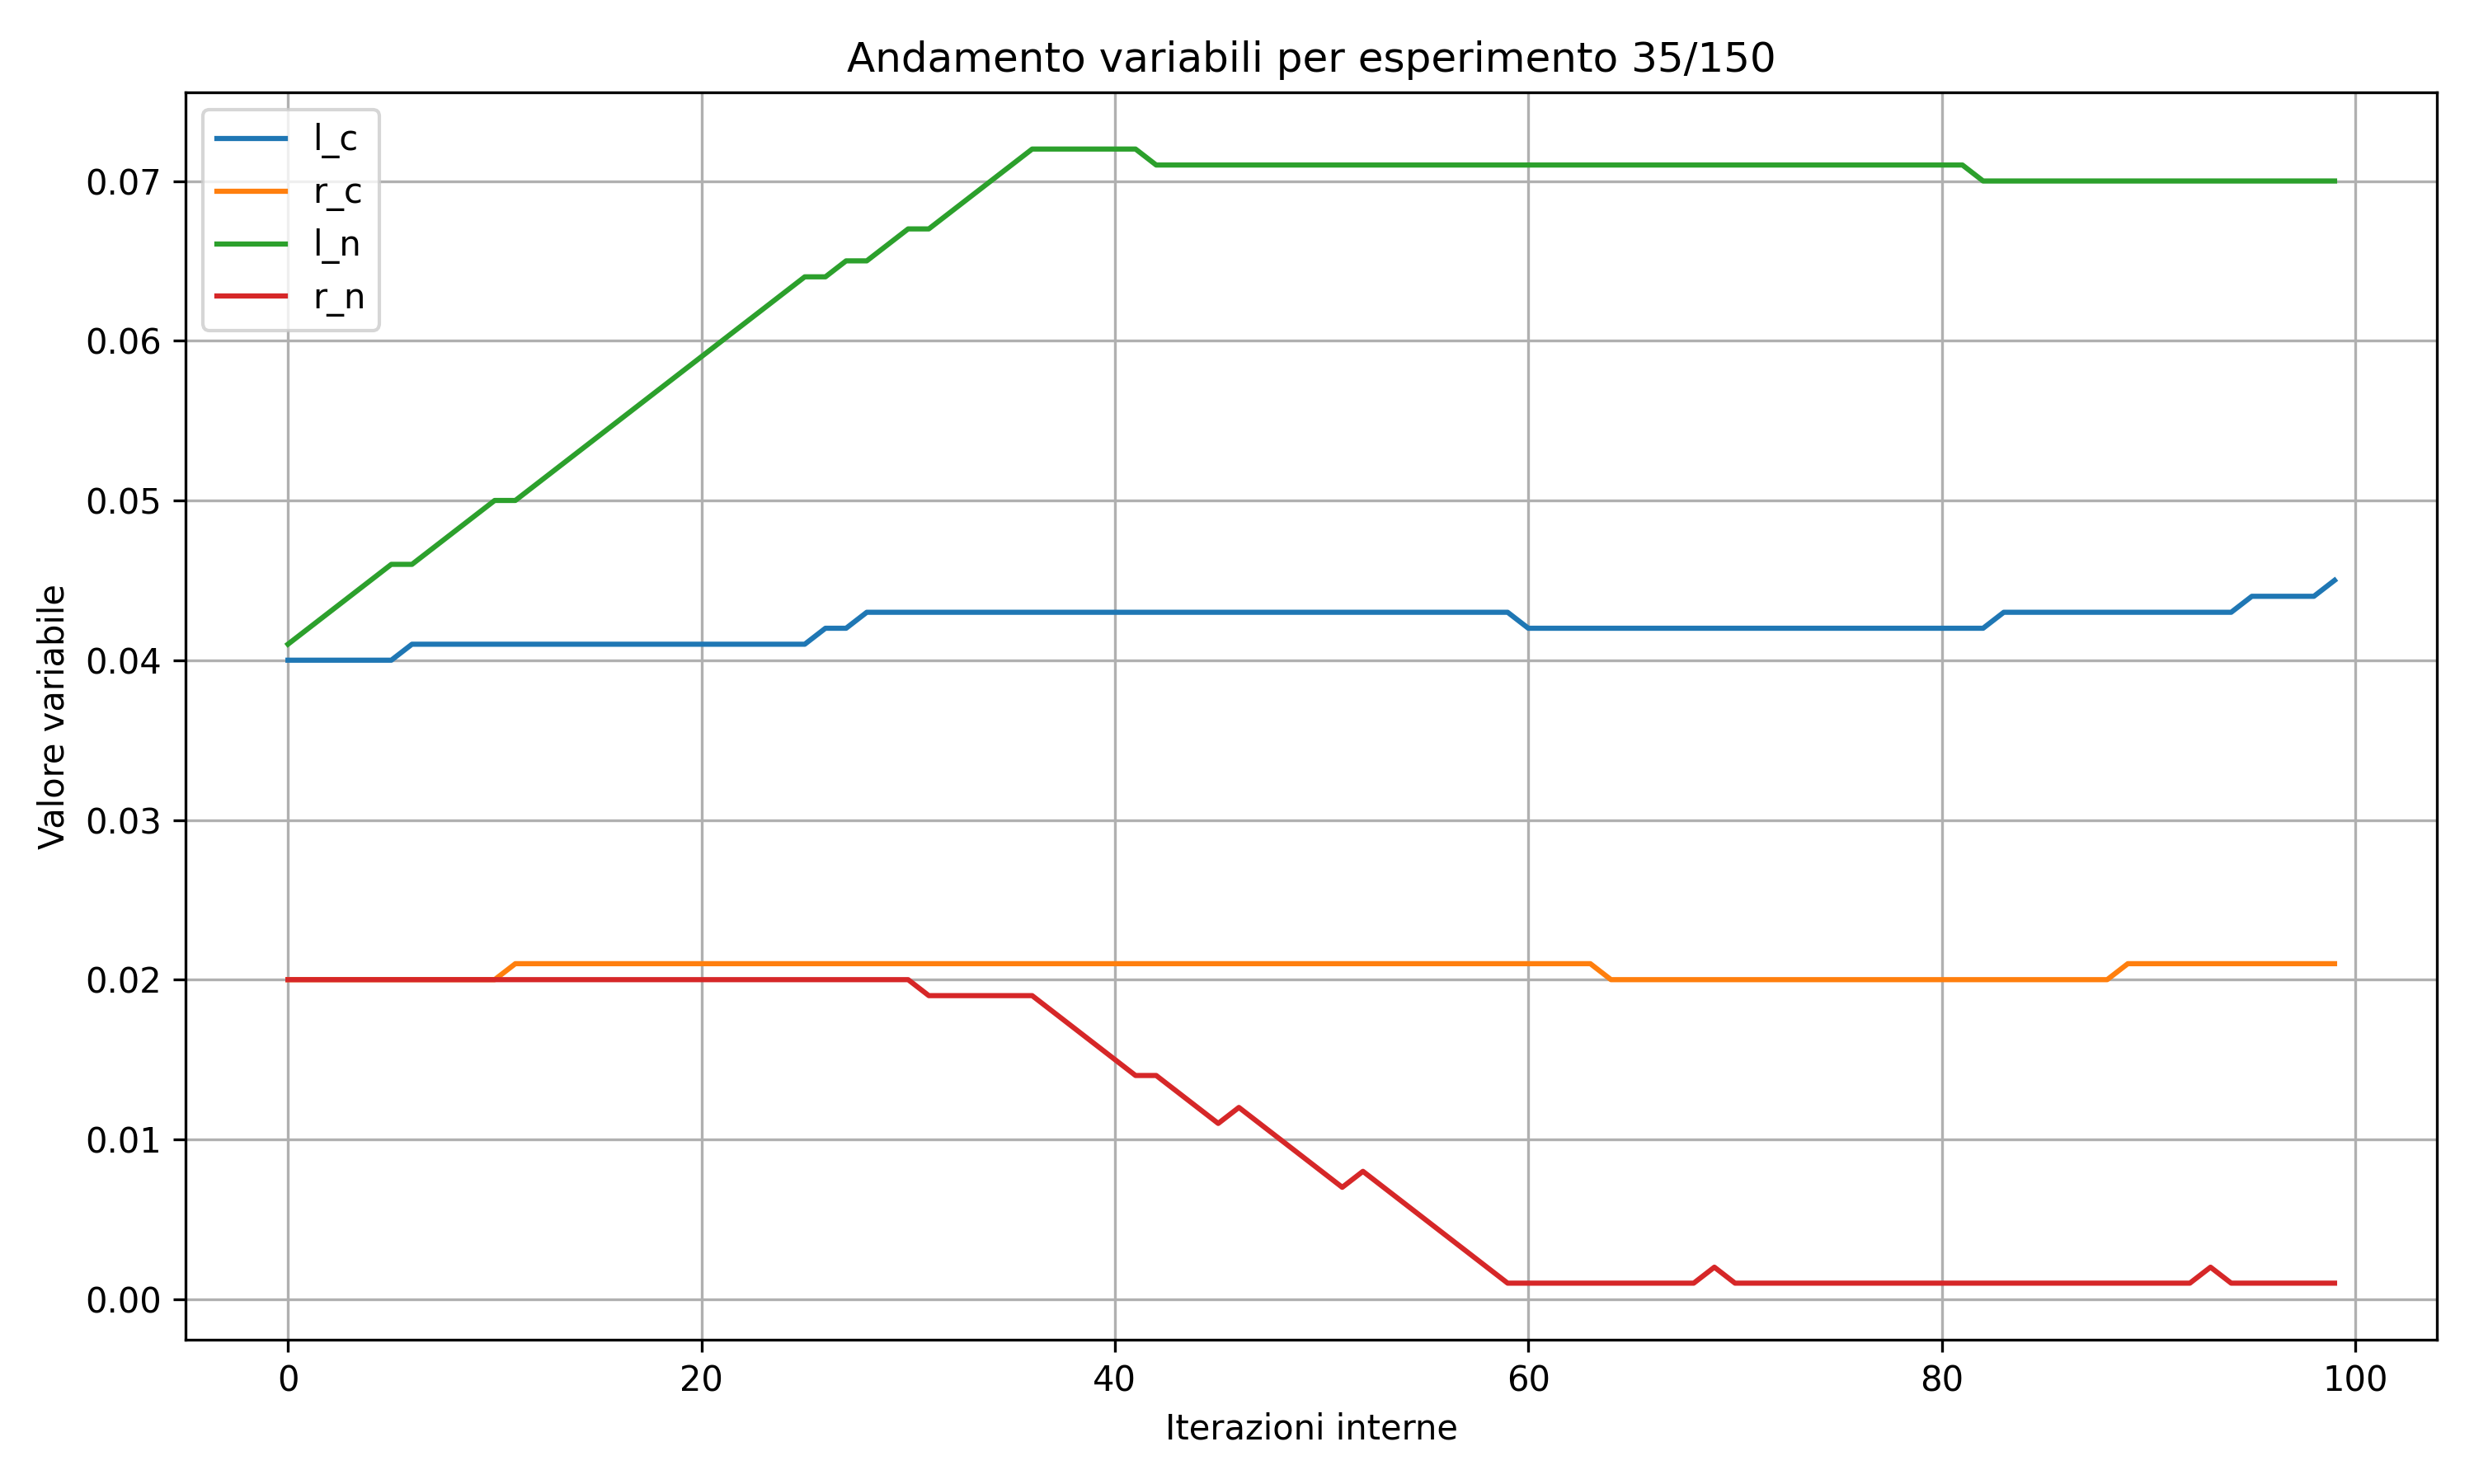 Andamento variabili per esperimento 35/150
l_c
r_c
l_n
r_n
0.07
0.06
0.05
0.04
0.03
0.02
0.01
0.00
Valore variabile
0 20 40 60 80 100
Iterazioni interne